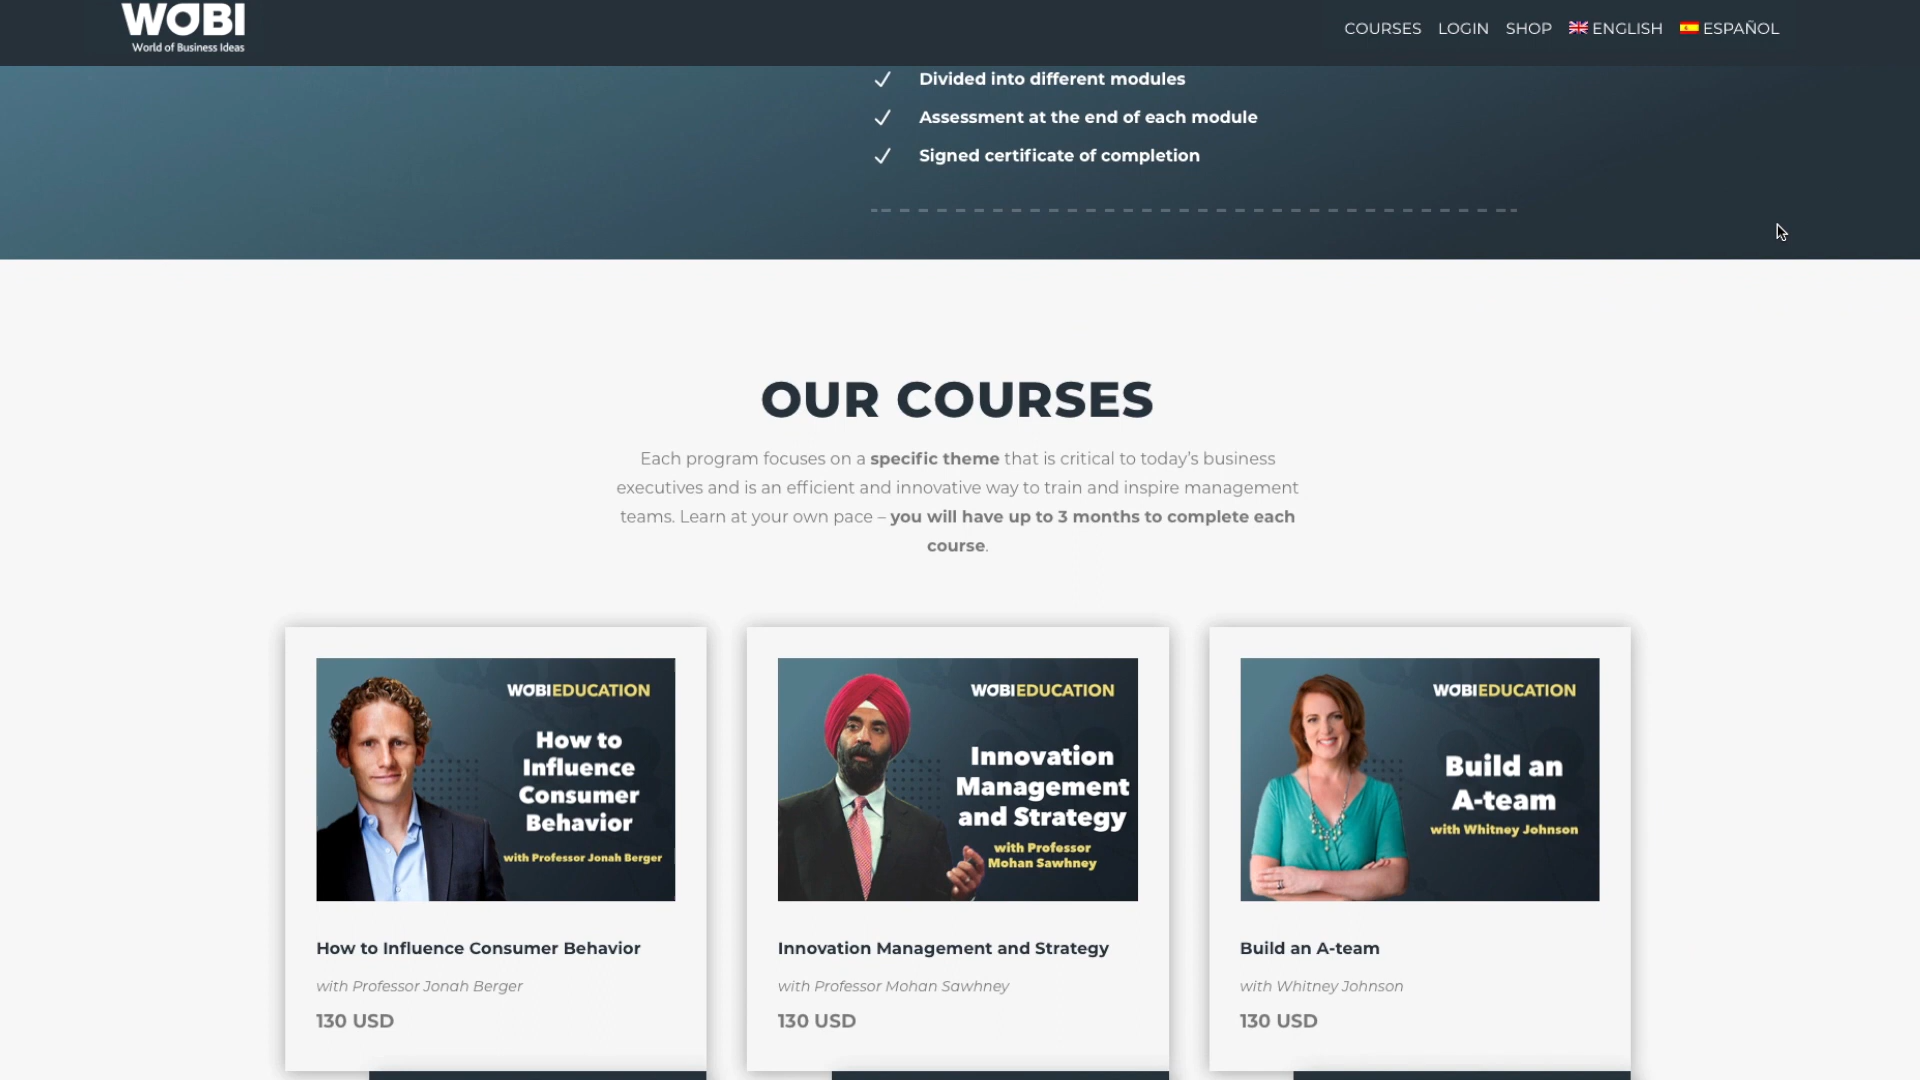 WOBI
World of Business Ideas
COURSES LOGIN SHOP ENGLISH ESPAÑOL
Divided into different modules
Assessment at the end of each module
Signed certificate of completion
OUR COURSES
Each program focuses on a specific theme that is critical to today's business
executives and is an efficient and innovative way to train and inspire management
teams. Learn at your own pace – you will have up to 3 months to complete each
course.
WOBIEDUCATION
How to
Influence
Consumer
Behavior
with Professor Jonah Berger
How to Influence Consumer Behavior
with Professor Jonah Berger
130 USD
WOBIEDUCATION
Innovation
Management
and Strategy
with Professor
Mohan Sawhney
Innovation Management and Strategy
with Professor Mohan Sawhney
130 USD
WOBIEDUCATION
Build an
A-team
with Whitney Johnson
Build an A-team
with Whitney Johnson
130 USD